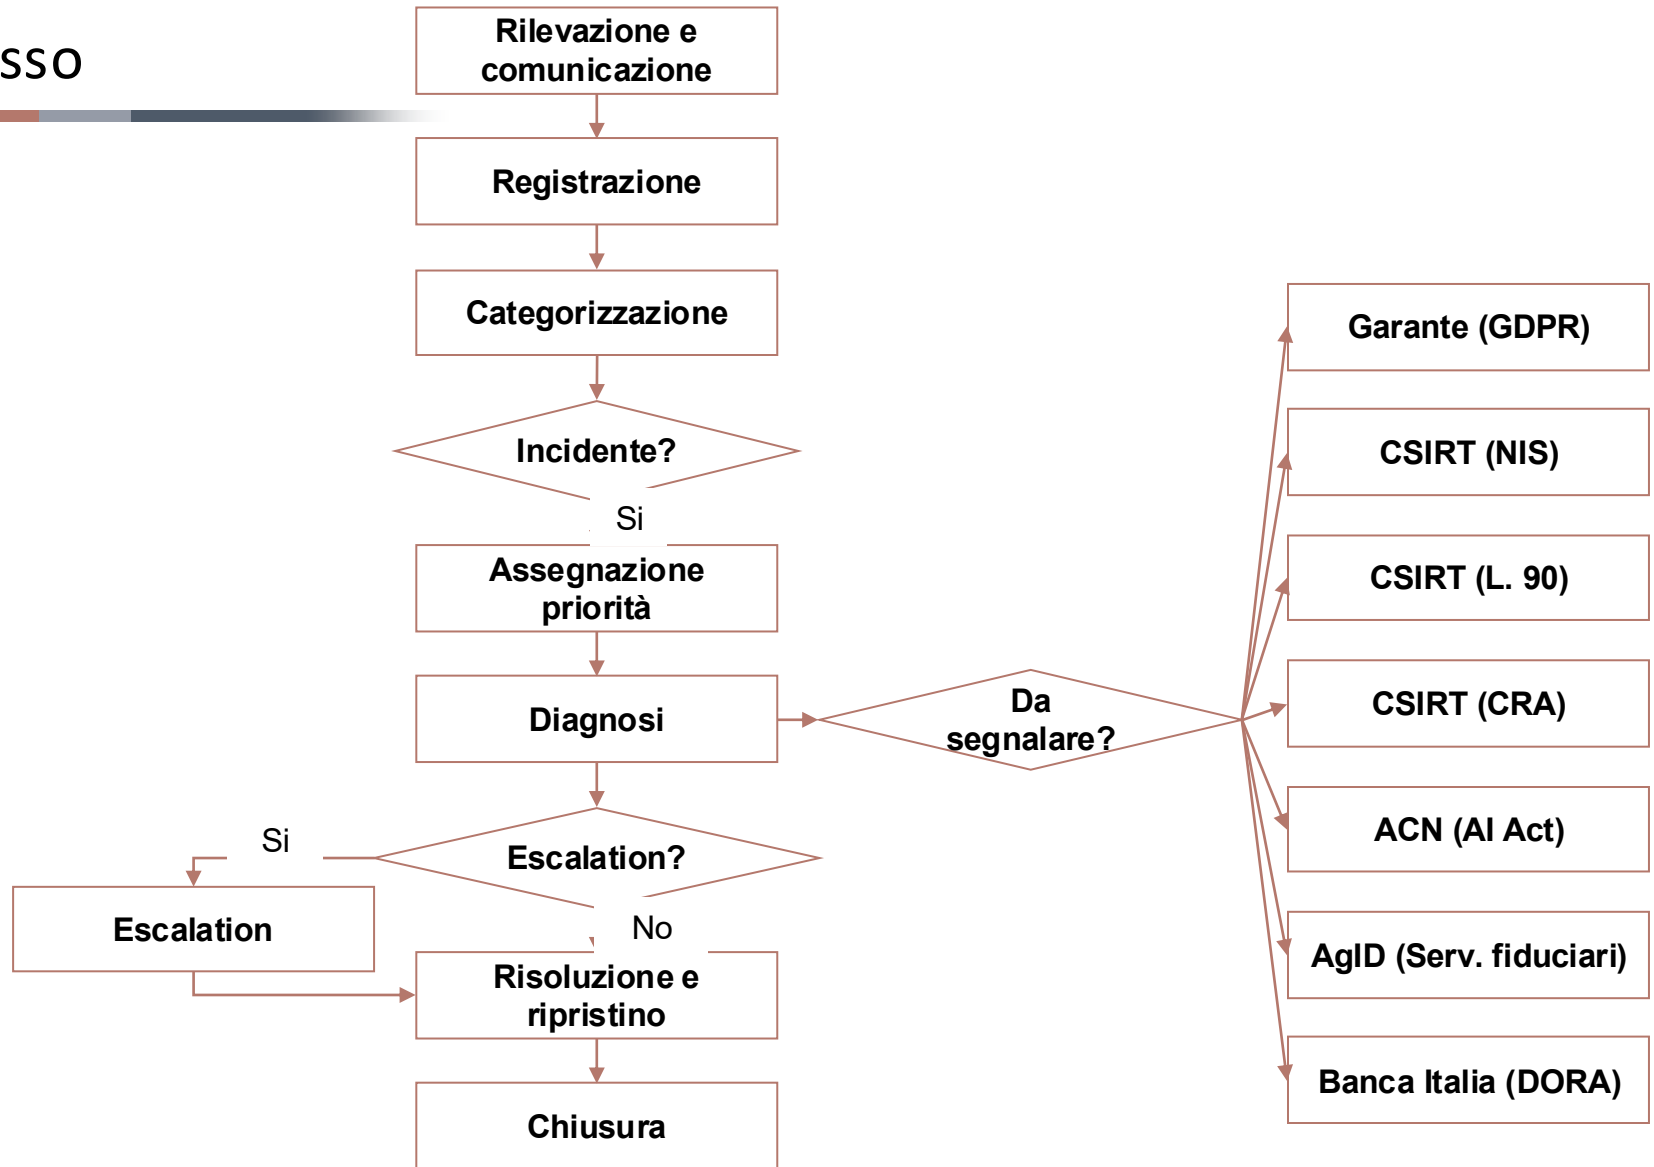 sso
Rilevazione e
comunicazione
Registrazione
Categorizzazione
Incidente?
Si
Assegnazione
priorità
Diagnosi
Da
segnalare?
Escalation?
Si
Escalation
No
Risoluzione e
ripristino
Chiusura
Garante (GDPR)
CSIRT (NIS)
CSIRT (L. 90)
CSIRT (CRA)
ACN (AI Act)
AgID (Serv. fiduciari)
Banca Italia (DORA)